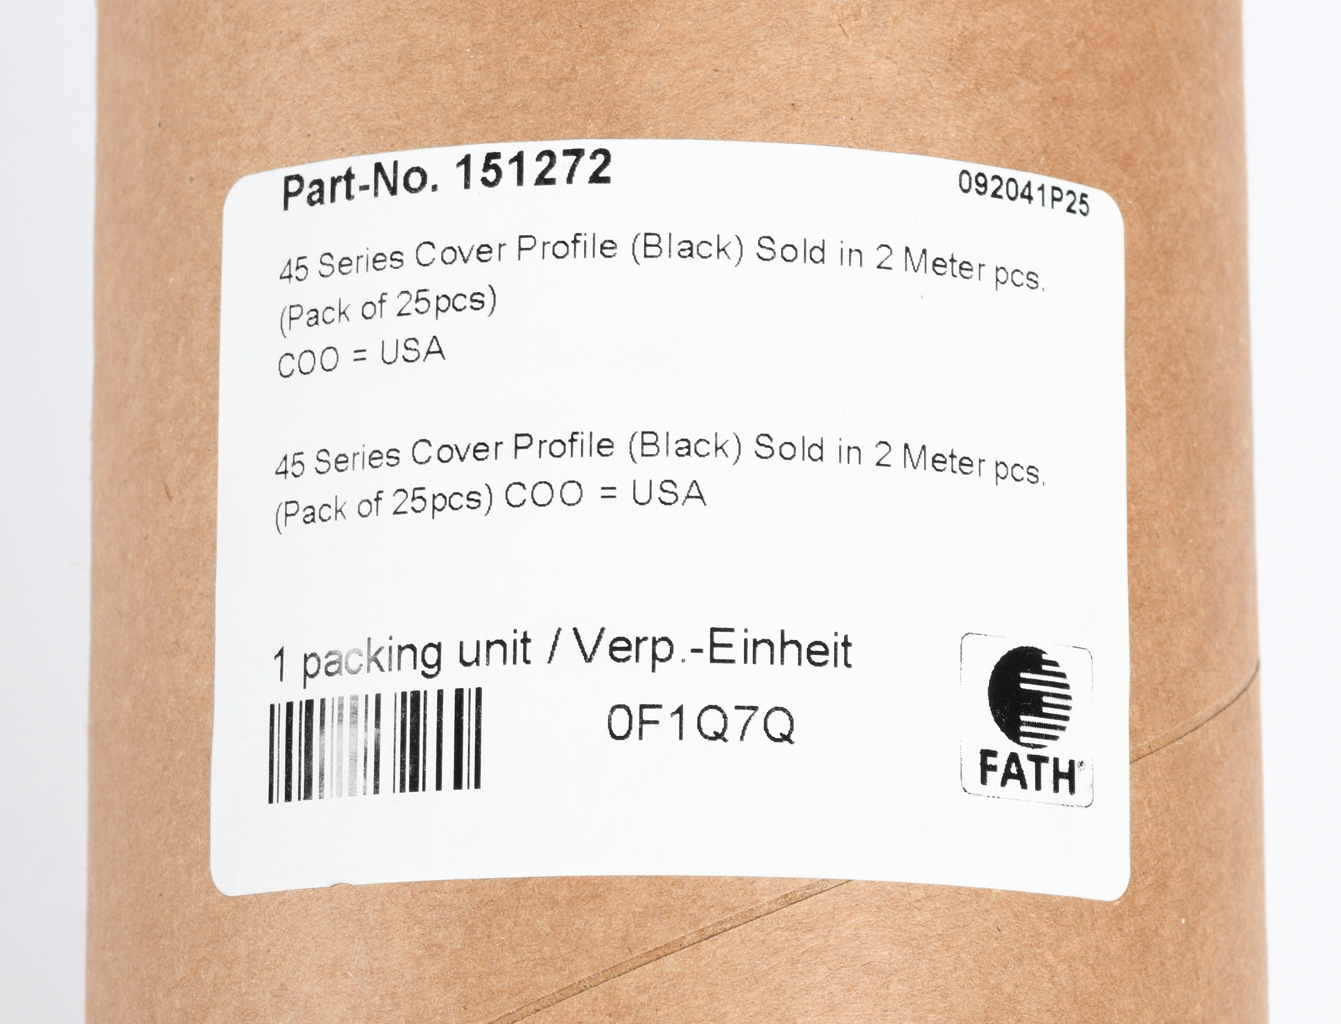 Part-No. 151272
092041P25
45 Series Cover Profile (Black) Sold in 2 Meter pcs.
(Pack of 25pcs)
COO = USA
45 Series Cover Profile (Black) Sold in 2 Meter pcs.
(Pack of 25pcs) COO = USA
1 packing unit / Verp.-Einheit
0F1Q7Q
FATH®